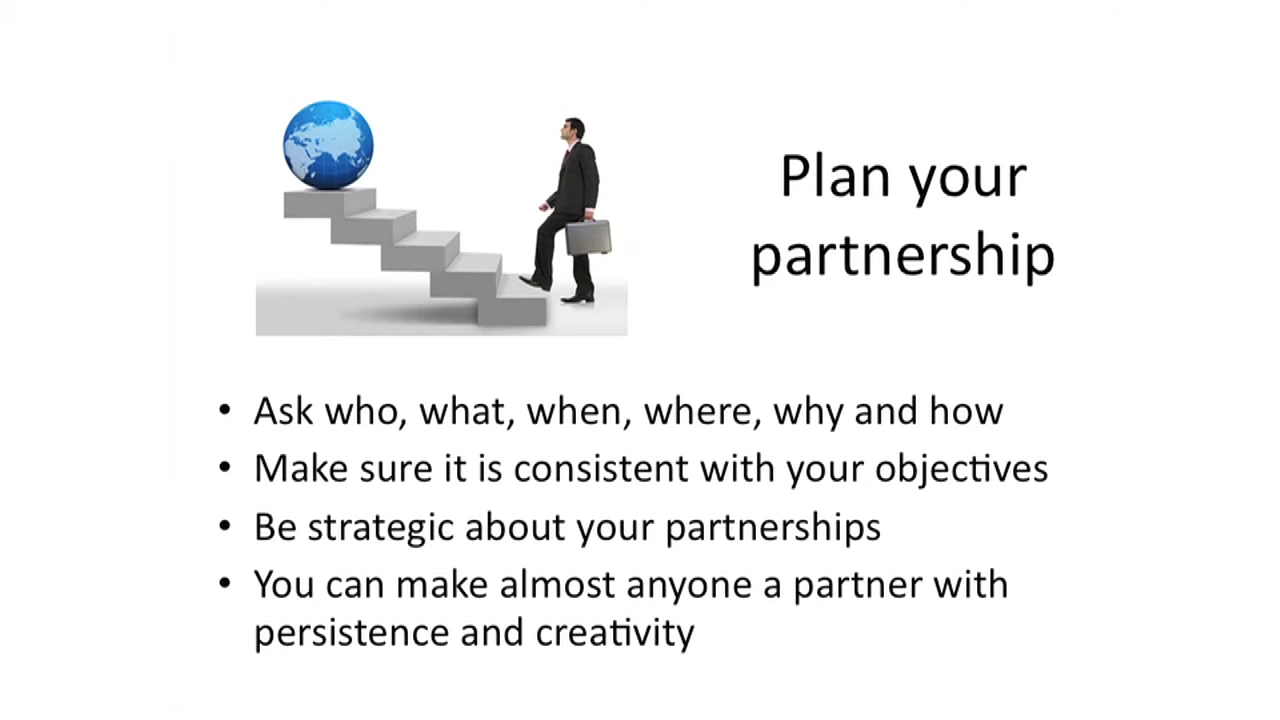 Plan your
partnership
• Ask who, what, when, where, why and how
• Make sure it is consistent with your objectives
• Be strategic about your partnerships
• You can make almost anyone a partner with
persistence and creativity